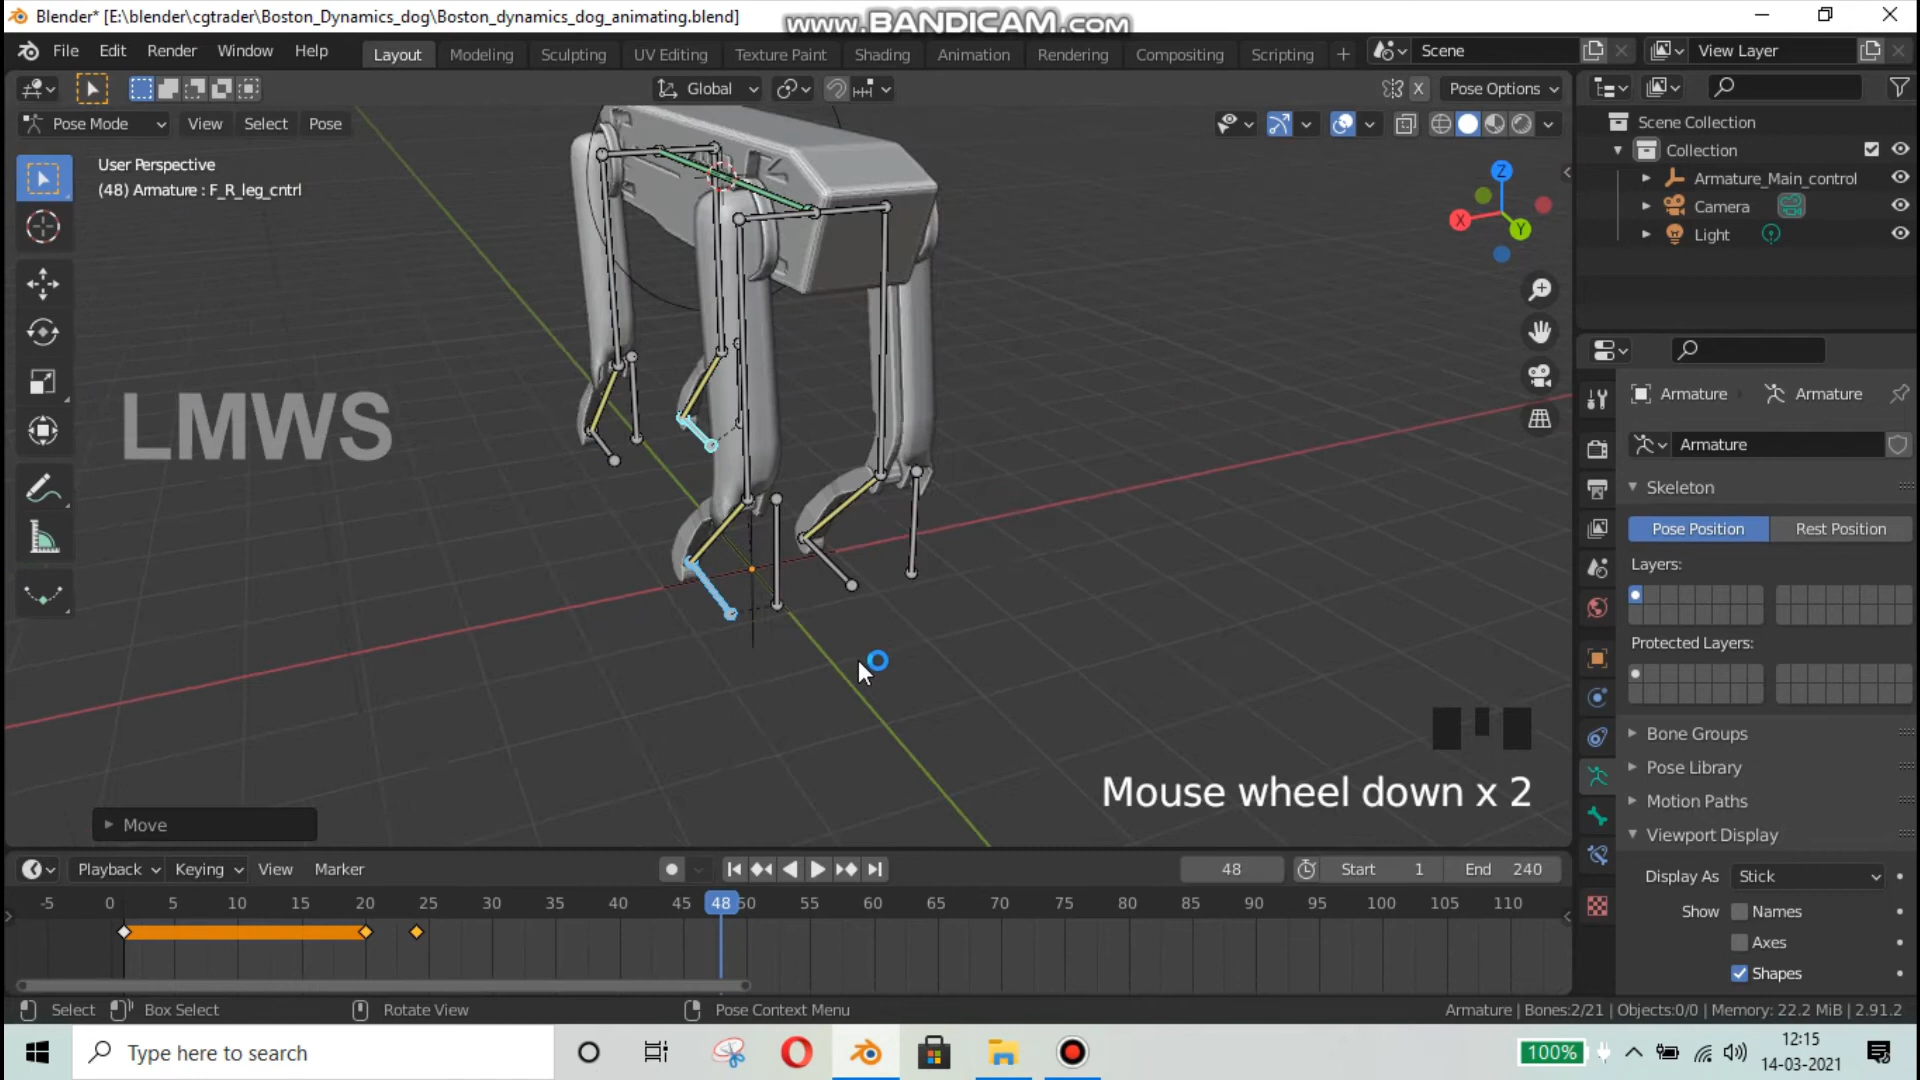 Blender* [E:\blender\cgtrader\Boston_Dynamics_dog\Boston_dynamics_dog_animating.blend]
www.BANDICAM.com
File Edit Render Window Help
Layout Modeling Sculpting UV Editing Texture Paint Shading Animation Rendering Compositing Scripting +
Scene
View Layer
Global
X
Pose Options
Pose Mode View Select Pose
User Perspective
(48) Armature : F_R_leg_cntrl
Z
X
Y
LMWS
Mouse wheel down x 2
Move
Scene Collection
Collection
Armature_Main_control
Camera
Light
Armature Armature
Armature
Skeleton
Pose Position Rest Position
Layers:
Protected Layers:
Bone Groups
Pose Library
Motion Paths
Viewport Display
Display As Stick
Show Names
Axes
Shapes
Playback Keying View Marker
48
Start 1 End 240
-5 0 5 10 15 20 25 30 35 40 45 48 50 55 60 65 70 75 80 85 90 95 100 105 110
Select Box Select Rotate View Pose Context Menu
Armature | Bones:2/21 | Objects:0/0 | Memory: 22.2 MiB | 2.91.2
Type here to search
100%
12:15
14-03-2021